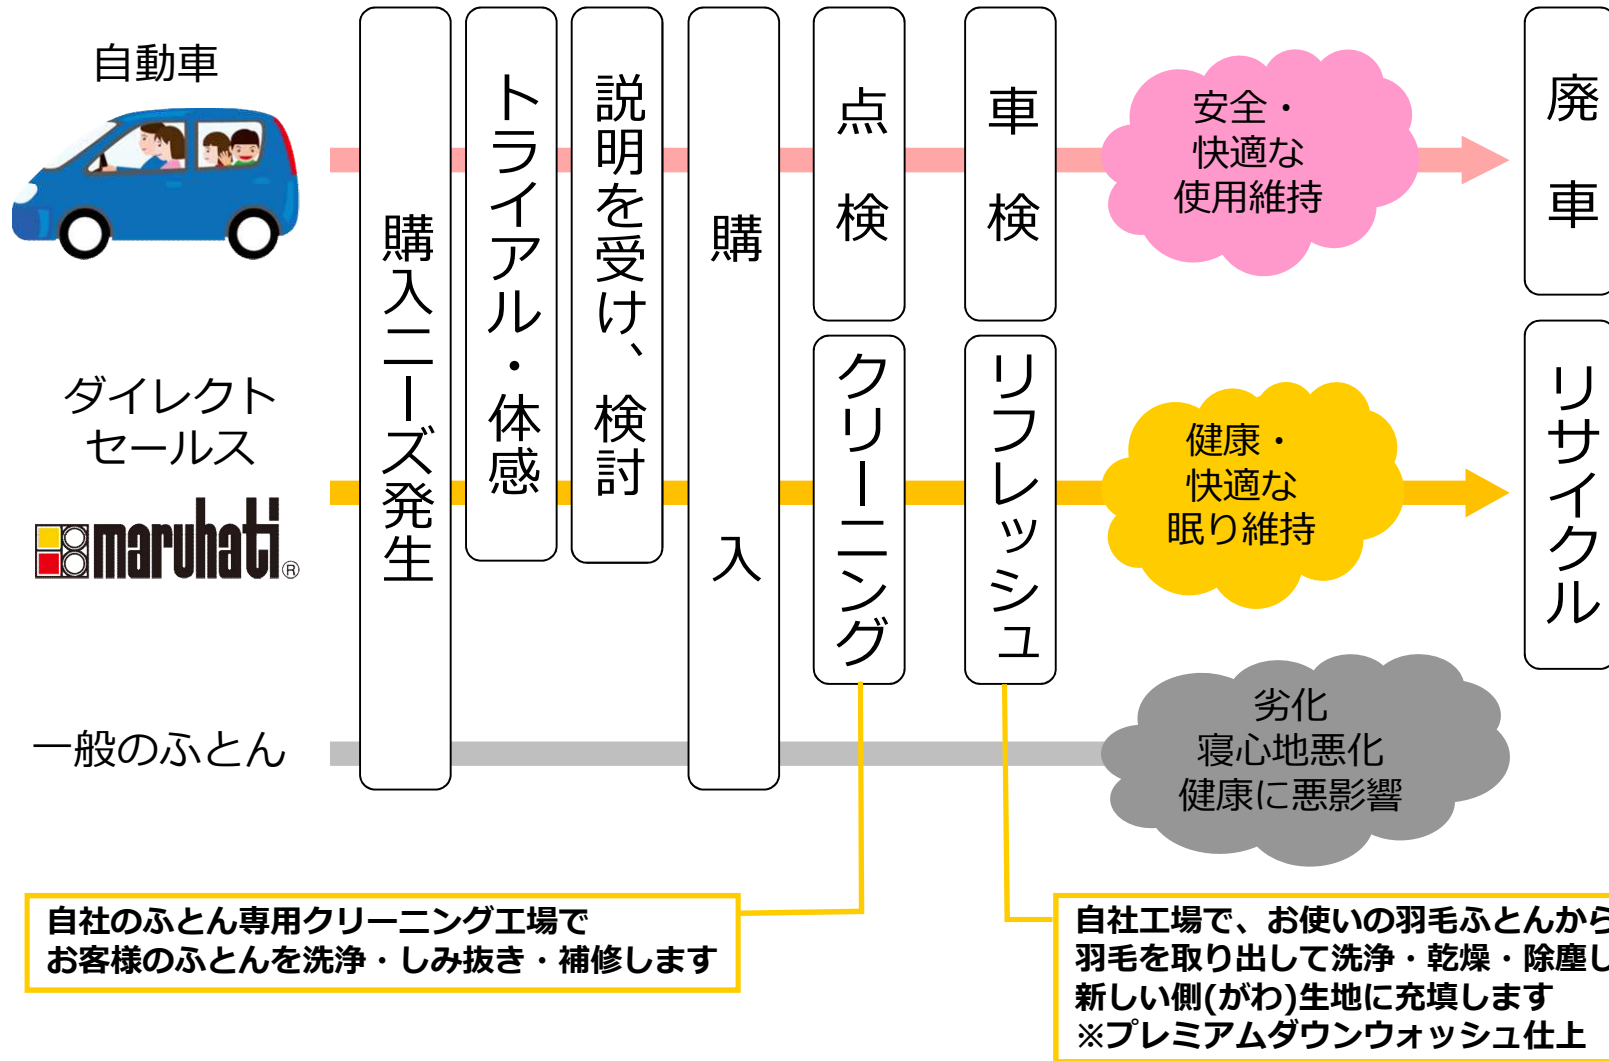 自動車
ダイレクト
セールス
maruhati®
一般のふとん
購入ニーズ発生
トライアル・体感
説明を受け、検討
購入
点検
クリーニング
車検
リフレッシュ
安全・
快適な
使用維持
健康・
快適な
眠り維持
劣化
寝心地悪化
健康に悪影響
廃車
リサイクル
自社のふとん専用クリーニング工場で
お客様のふとんを洗浄・しみ抜き・補修します
自社工場で、お使いの羽毛ふとんから
羽毛を取り出して洗浄・乾燥・除塵し
新しい側(がわ)生地に充填します
※プレミアムダウンウォッシュ仕上